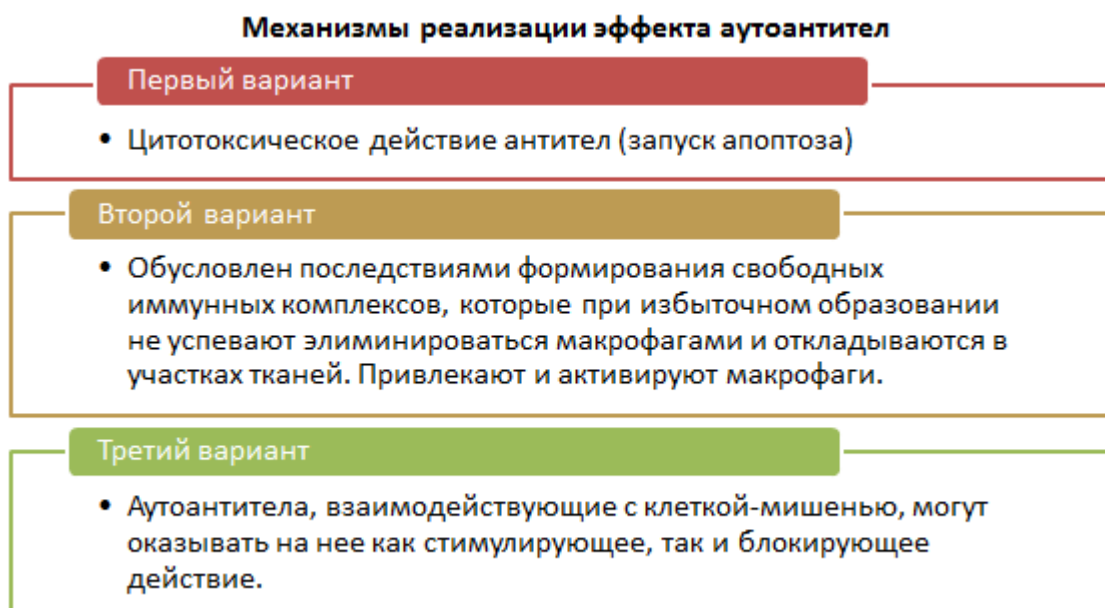 Механизмы реализации эффекта аутоантител
Первый вариант
• Цитотоксическое действие антител (запуск апоптоза)
Второй вариант
• Обусловлен последствиями формирования свободных
иммунных комплексов, которые при избыточном образовании
не успевают элиминироваться макрофагами и откладываются в
участках тканей. Привлекают и активируют макрофаги.
Третий вариант
• Аутоантитела, взаимодействующие с клеткой-мишенью, могут
оказывать на нее как стимулирующее, так и блокирующее
действие.